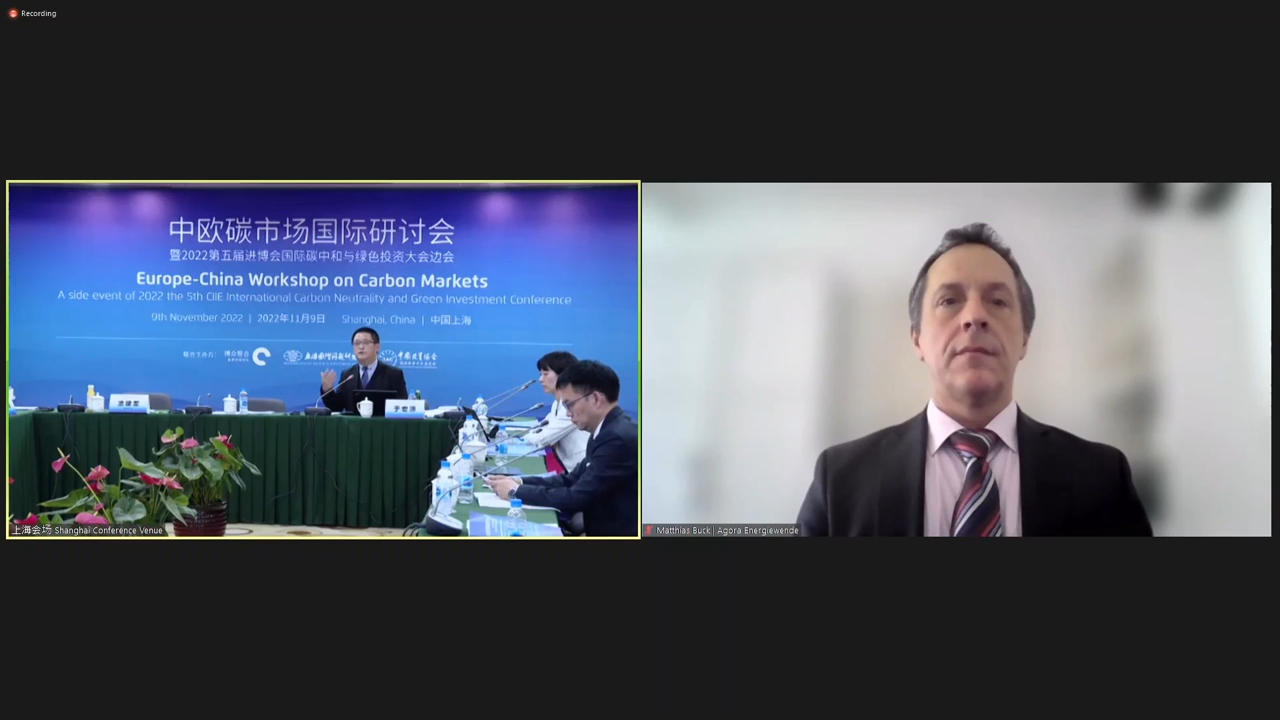 Recording
中欧碳市场国际研讨会
暨2022第五届进博会国际碳中和与绿色投资大会边会
Europe-China Workshop on Carbon Markets
A side event of 2022 the 5th CIIE International Carbon Neutrality and Green Investment Conference
9th November 2022 | 2022年11月9日 Shanghai, China | 中国上海
上海会场 Shanghai Conference Venue
Matthias Buck | Agora Energiewende